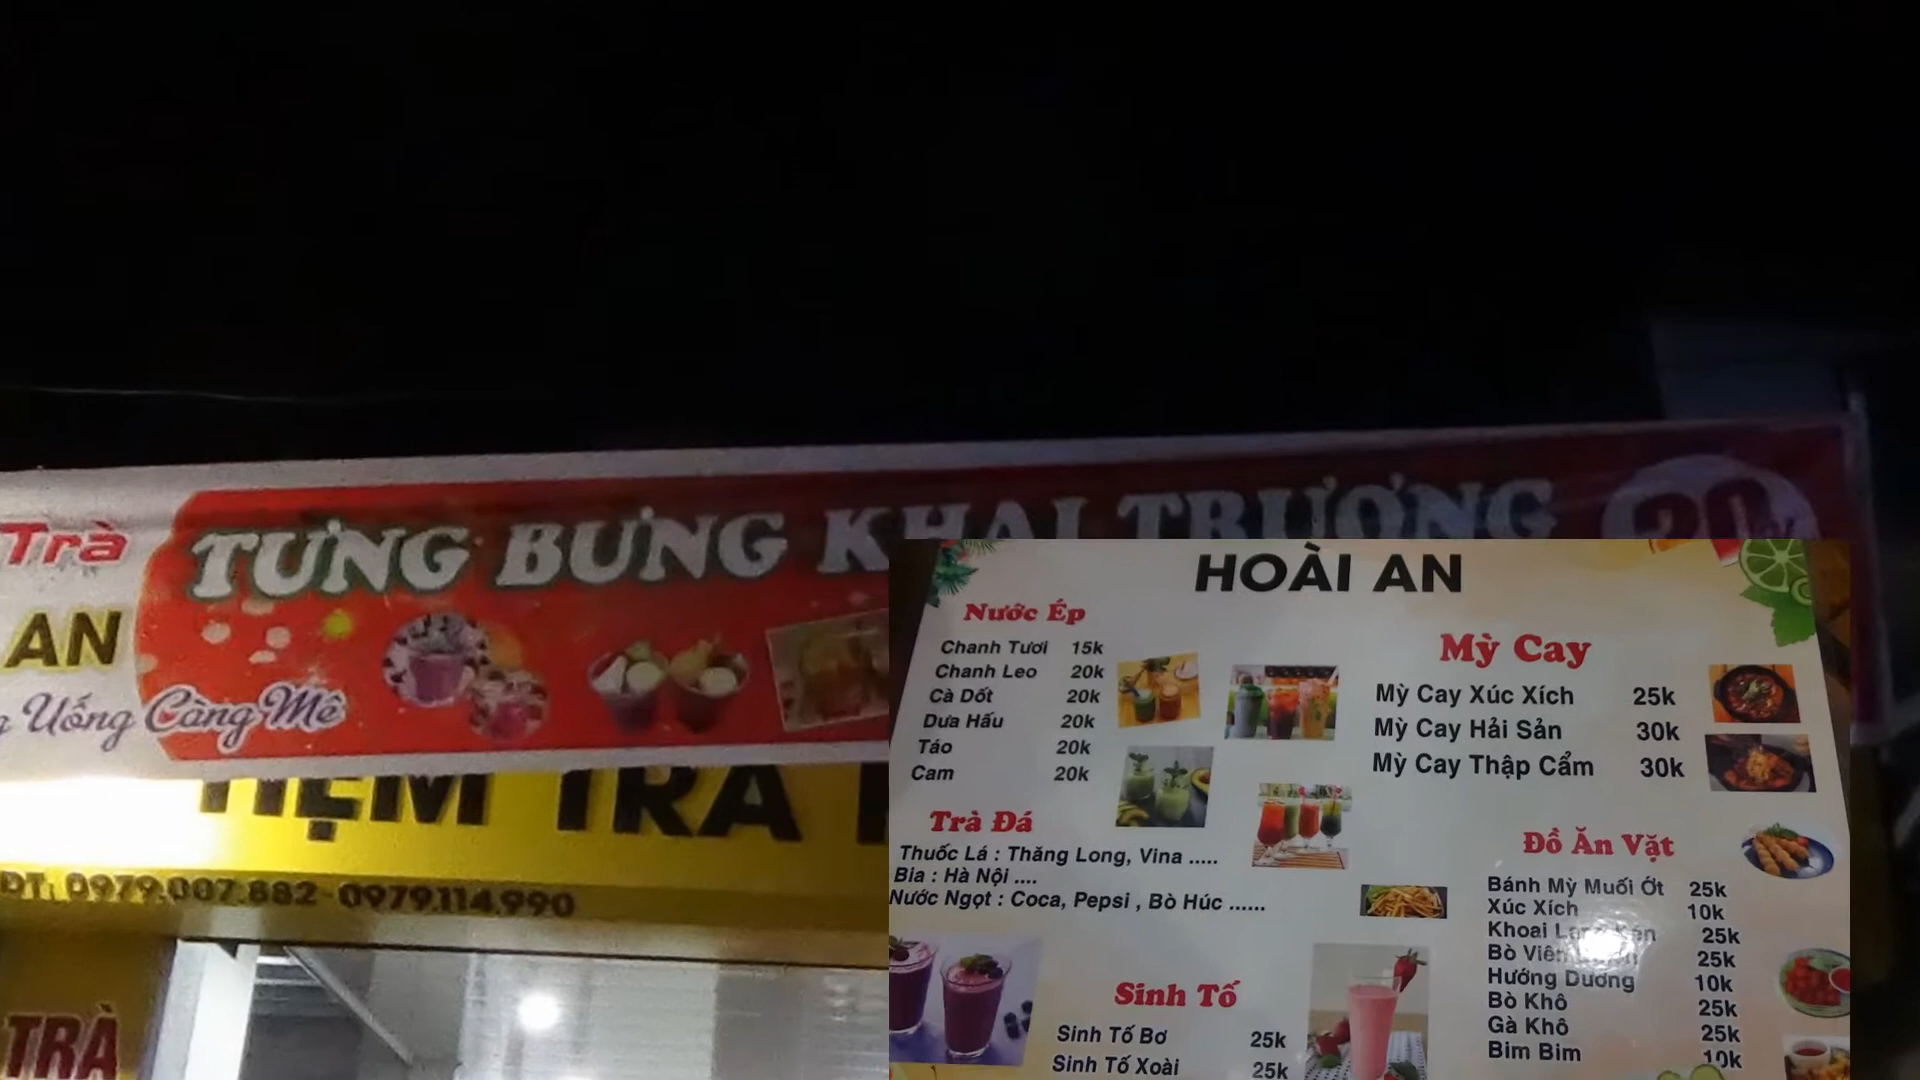 Trà
TƯNG BỪNG KHAI TRƯƠNG
AN
Uống Càng Mê
TIỆM TRÀ
ĐT: 0979.007.882 - 0979.114.990
TRÀ
HOÀI AN
Nước Ép
Chanh Tươi 15k
Chanh Leo 20k
Cà Dốt 20k
Dưa Hấu 20k
Táo 20k
Cam 20k
Trà Đá
Thuốc Lá : Thăng Long, Vina .....
Bia : Hà Nội ....
Nước Ngọt : Coca, Pepsi , Bò Húc ......
Sinh Tố
Sinh Tố Bơ 25k
Sinh Tố Xoài 25k
Mỳ Cay
Mỳ Cay Xúc Xích 25k
Mỳ Cay Hải Sản 30k
Mỳ Cay Thập Cẩm 30k
Đồ Ăn Vặt
Bánh Mỳ Muối Ớt 25k
Xúc Xích 10k
Khoai 25k
Bò Viên 25k
Hướng Dương 10k
Bò Khô 25k
Gà Khô 25k
Bim Bim 10k